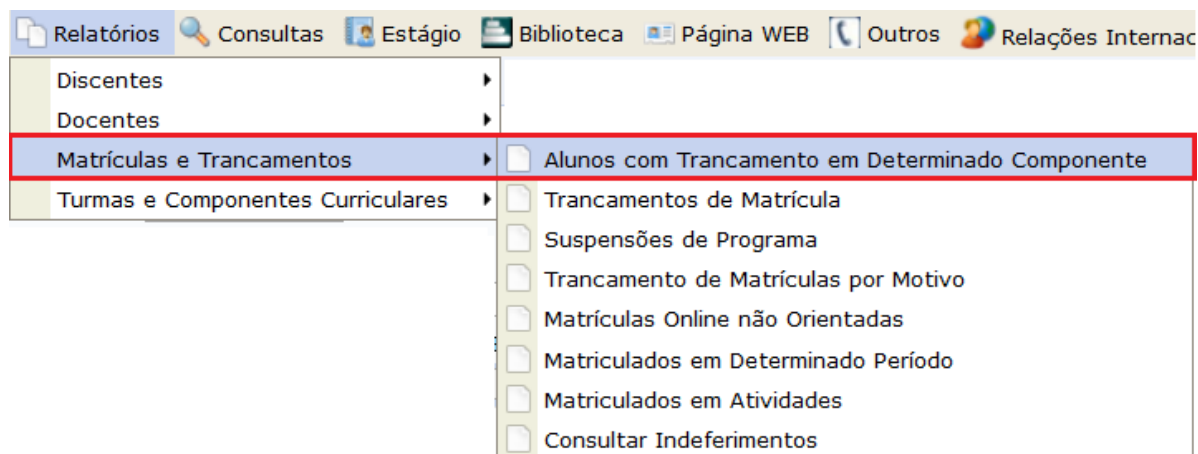 Relatórios Consultas Estágio Biblioteca Página WEB Outros Relações Internac
Discentes
Docentes
Matrículas e Trancamentos
Turmas e Componentes Curriculares
Alunos com Trancamento em Determinado Componente
Trancamentos de Matrícula
Suspensões de Programa
Trancamento de Matrículas por Motivo
Matrículas Online não Orientadas
Matriculados em Determinado Período
Matriculados em Atividades
Consultar Indeferimentos